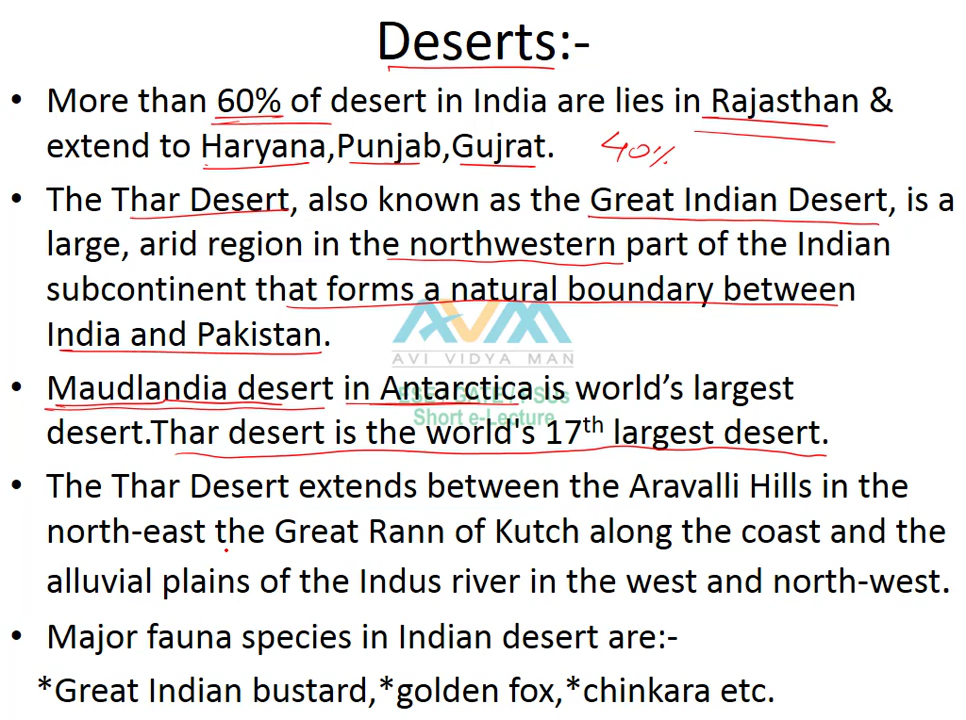 Deserts:-
• More than 60% of desert in India are lies in Rajasthan &
extend to Haryana,Punjab,Gujrat. 40%
• The Thar Desert, also known as the Great Indian Desert, is a
large, arid region in the northwestern part of the Indian
subcontinent that forms a natural boundary between
India and Pakistan.
AVM
AVI VIDYA MAN
• Maudlandia desert in Antarctica is world's largest
desert.Thar desert is the world's 17th largest desert.
Short e-Lecture
• The Thar Desert extends between the Aravalli Hills in the
north-east the Great Rann of Kutch along the coast and the
alluvial plains of the Indus river in the west and north-west.
• Major fauna species in Indian desert are:-
*Great Indian bustard,*golden fox,*chinkara etc.